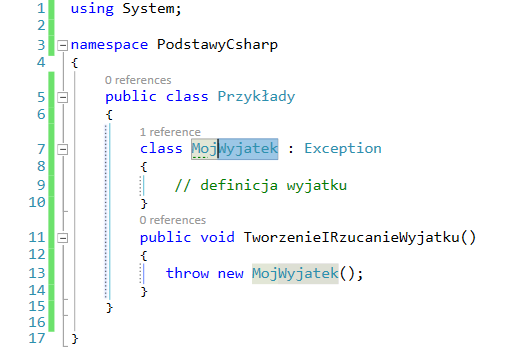 1 using System;
2
3 namespace PodstawyCsharp
4 {
0 references
5 public class Przykłady
6 {
1 reference
7 class MojWyjatek : Exception
8 {
9 // definicja wyjatku
10 }
0 references
11 public void TworzenieIRzucanieWyjatku()
12 {
13 throw new MojWyjatek();
14 }
15 }
16
17 }